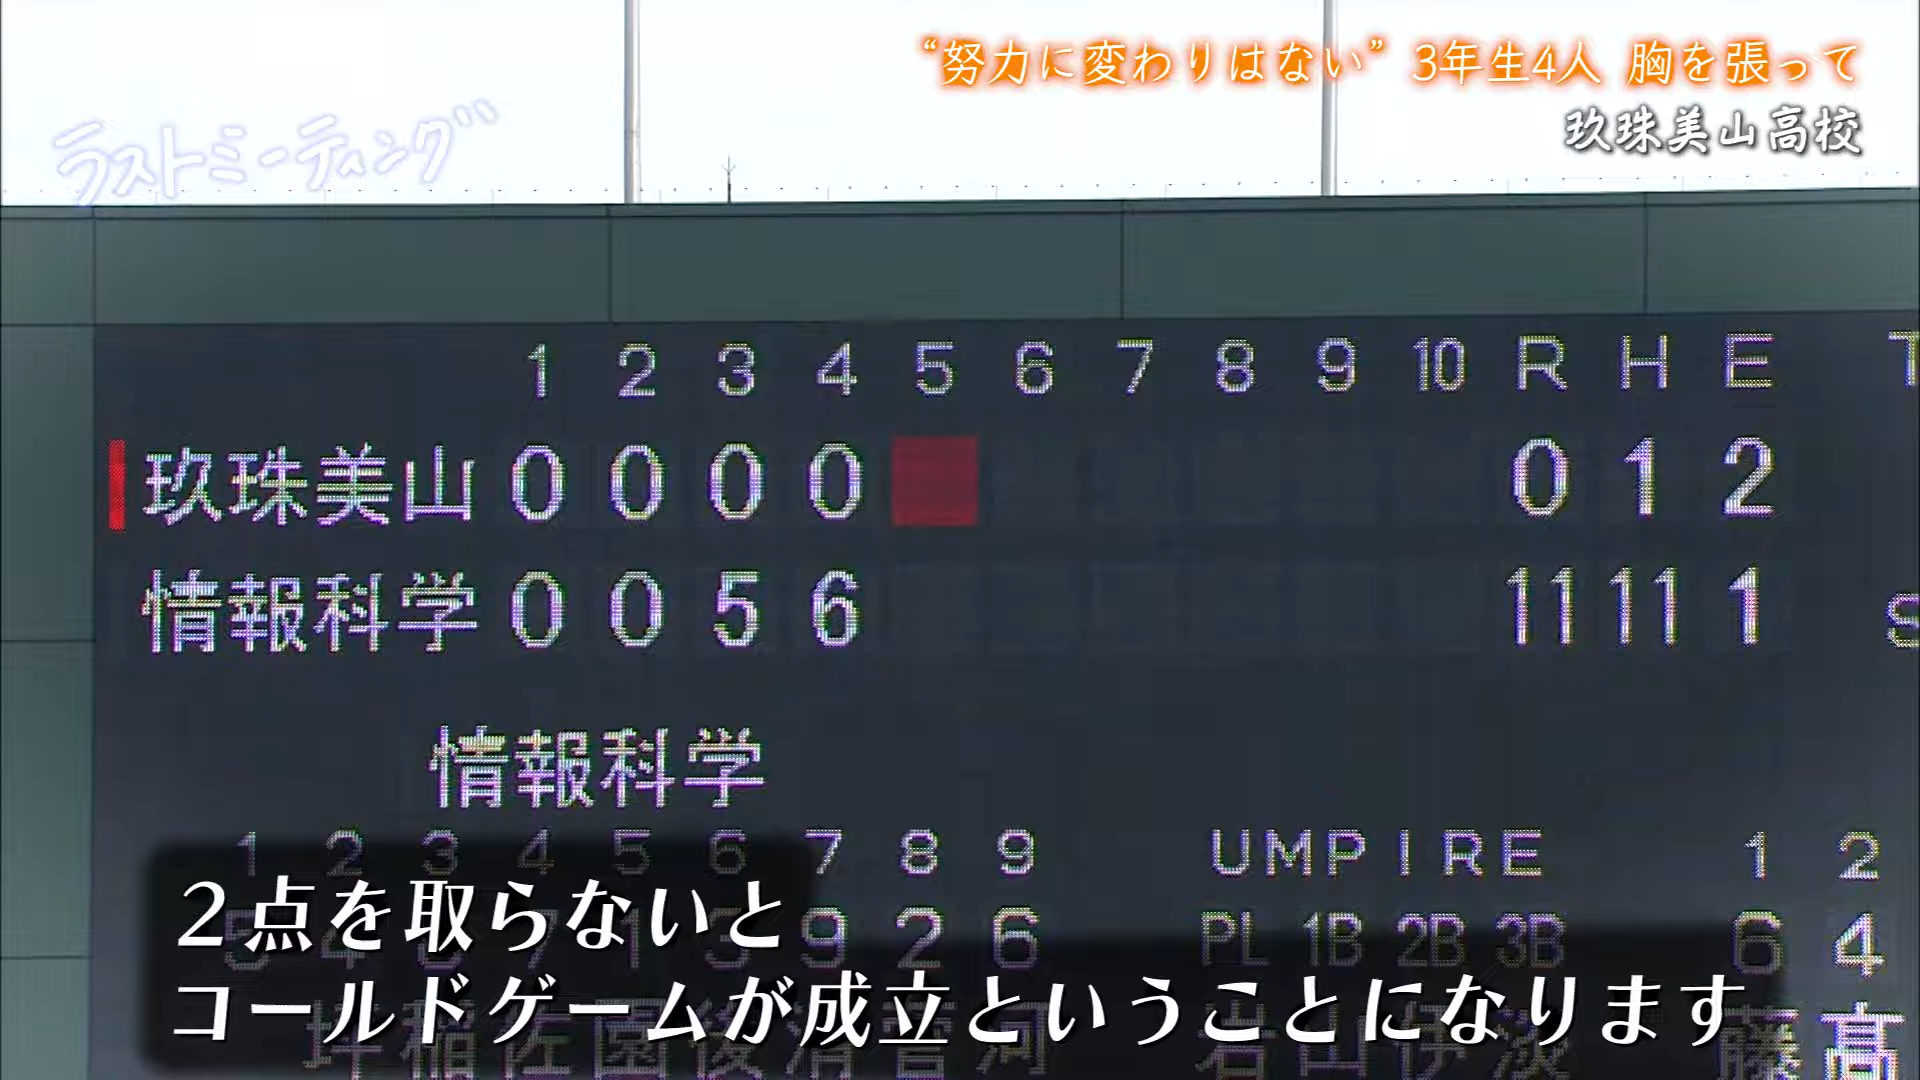 “努力に変わりはない” 3年生4人 胸を張って
玖珠美山高校
ラストミーティング
1 2 3 4 5 6 7 8 9 10 R H E
玖珠美山 0 0 0 0 0 1 2
情報科学 0 0 5 6 11 11 1
情報科学
1 2 3 4 5 6 7 8 9 UMPIRE 1 2
9 2 6 PL 1B 2B 3B 6 4
２点を取らないと
コールドゲームが成立ということになります